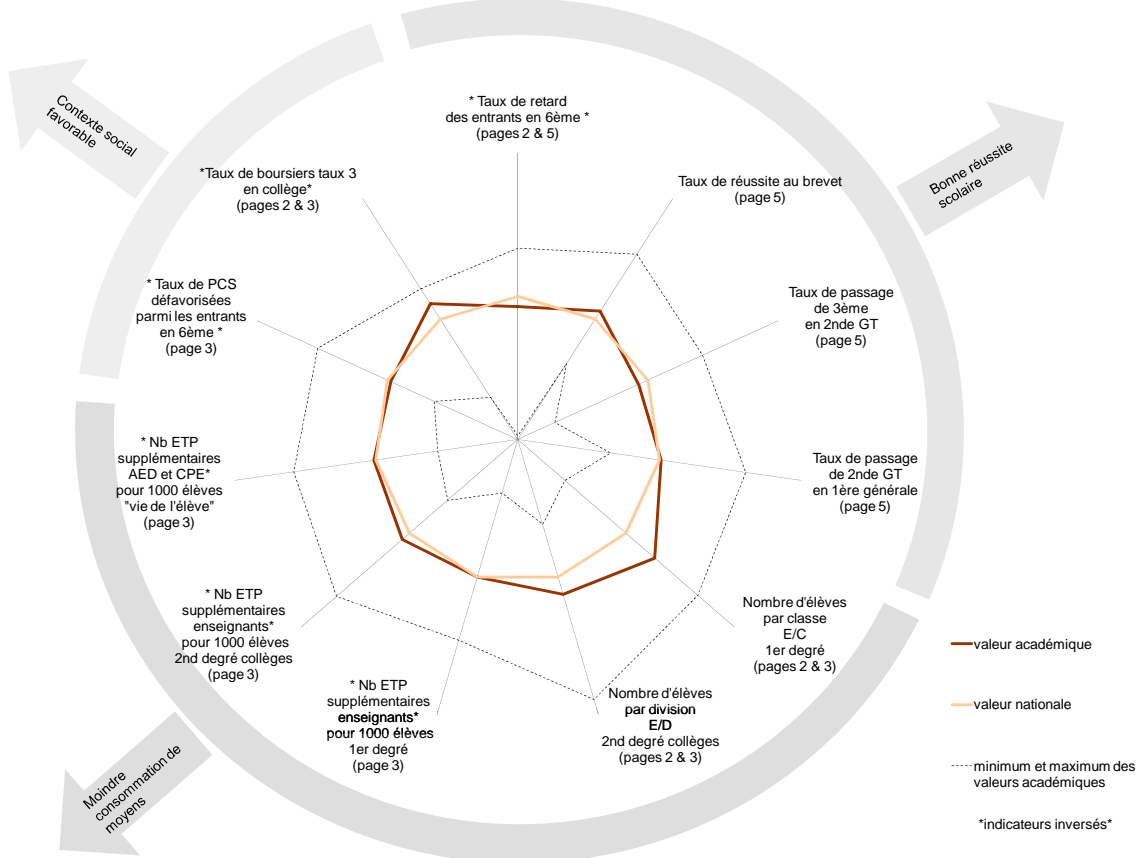 Contexte social
favorable
* Taux de retard
des entrants en 6ème *
(pages 2 & 5)
Bonne réussite
scolaire
*Taux de boursiers taux 3
en collège*
(pages 2 & 3)
Taux de réussite au brevet
(page 5)
* Taux de PCS
défavorisées
parmi les entrants
en 6ème *
(page 3)
Taux de passage
de 3ème
en 2nde GT
(page 5)
* Nb ETP
supplémentaires
AED et CPE*
pour 1000 élèves
"vie de l'élève"
(page 3)
Taux de passage
de 2nde GT
en 1ère générale
(page 5)
* Nb ETP
supplémentaires
enseignants*
pour 1000 élèves
2nd degré collèges
(page 3)
Nombre d'élèves
par classe
E/C
1er degré
(pages 2 & 3)
* Nb ETP
supplémentaires
enseignants*
pour 1000 élèves
1er degré
(page 3)
Nombre d'élèves
par division
E/D
2nd degré collèges
(pages 2 & 3)
Moindre
consommation de
moyens
valeur académique
valeur nationale
minimum et maximum des
valeurs académiques
*indicateurs inversés*